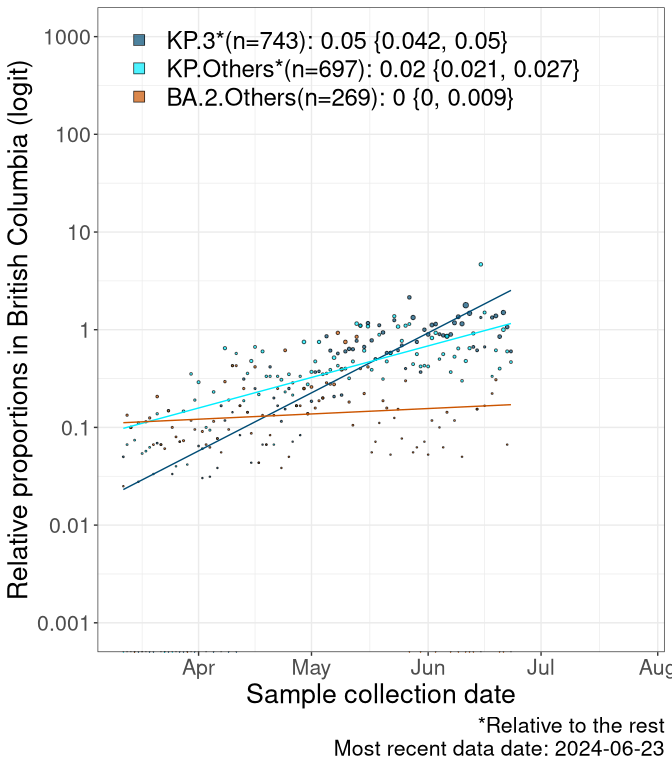 Relative proportions in British Columbia (logit)
1000
100
10
1
0.1
0.01
0.001
KP.3*(n=743): 0.05 {0.042, 0.05}
KP.Others*(n=697): 0.02 {0.021, 0.027}
BA.2.Others(n=269): 0 {0, 0.009}
Apr May Jun Jul Aug
Sample collection date
*Relative to the rest
Most recent data date: 2024-06-23